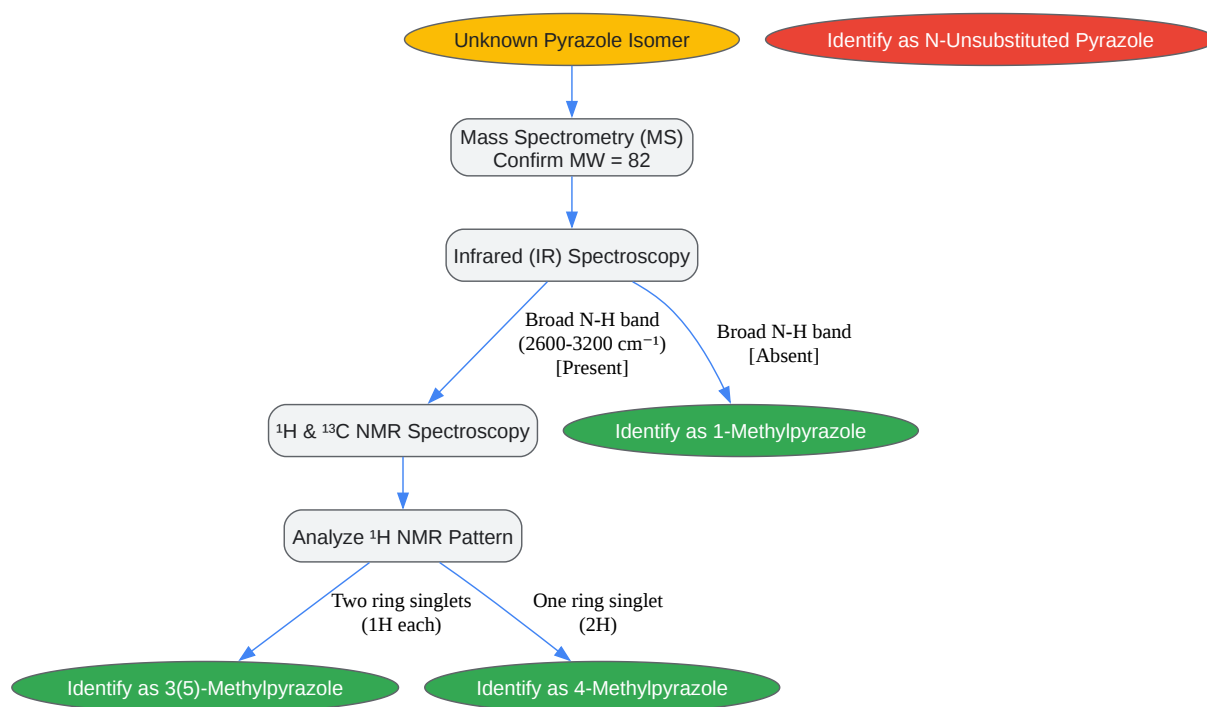 Unknown Pyrazole Isomer
Identify as N-Unsubstituted Pyrazole
Mass Spectrometry (MS)
Confirm MW = 82
Infrared (IR) Spectroscopy
Broad N-H band
(2600-3200 cm⁻¹)
[Present]
Broad N-H band
[Absent]
¹H & ¹³C NMR Spectroscopy
Identify as 1-Methylpyrazole
Analyze ¹H NMR Pattern
Two ring singlets
(1H each)
One ring singlet
(2H)
Identify as 3(5)-Methylpyrazole
Identify as 4-Methylpyrazole